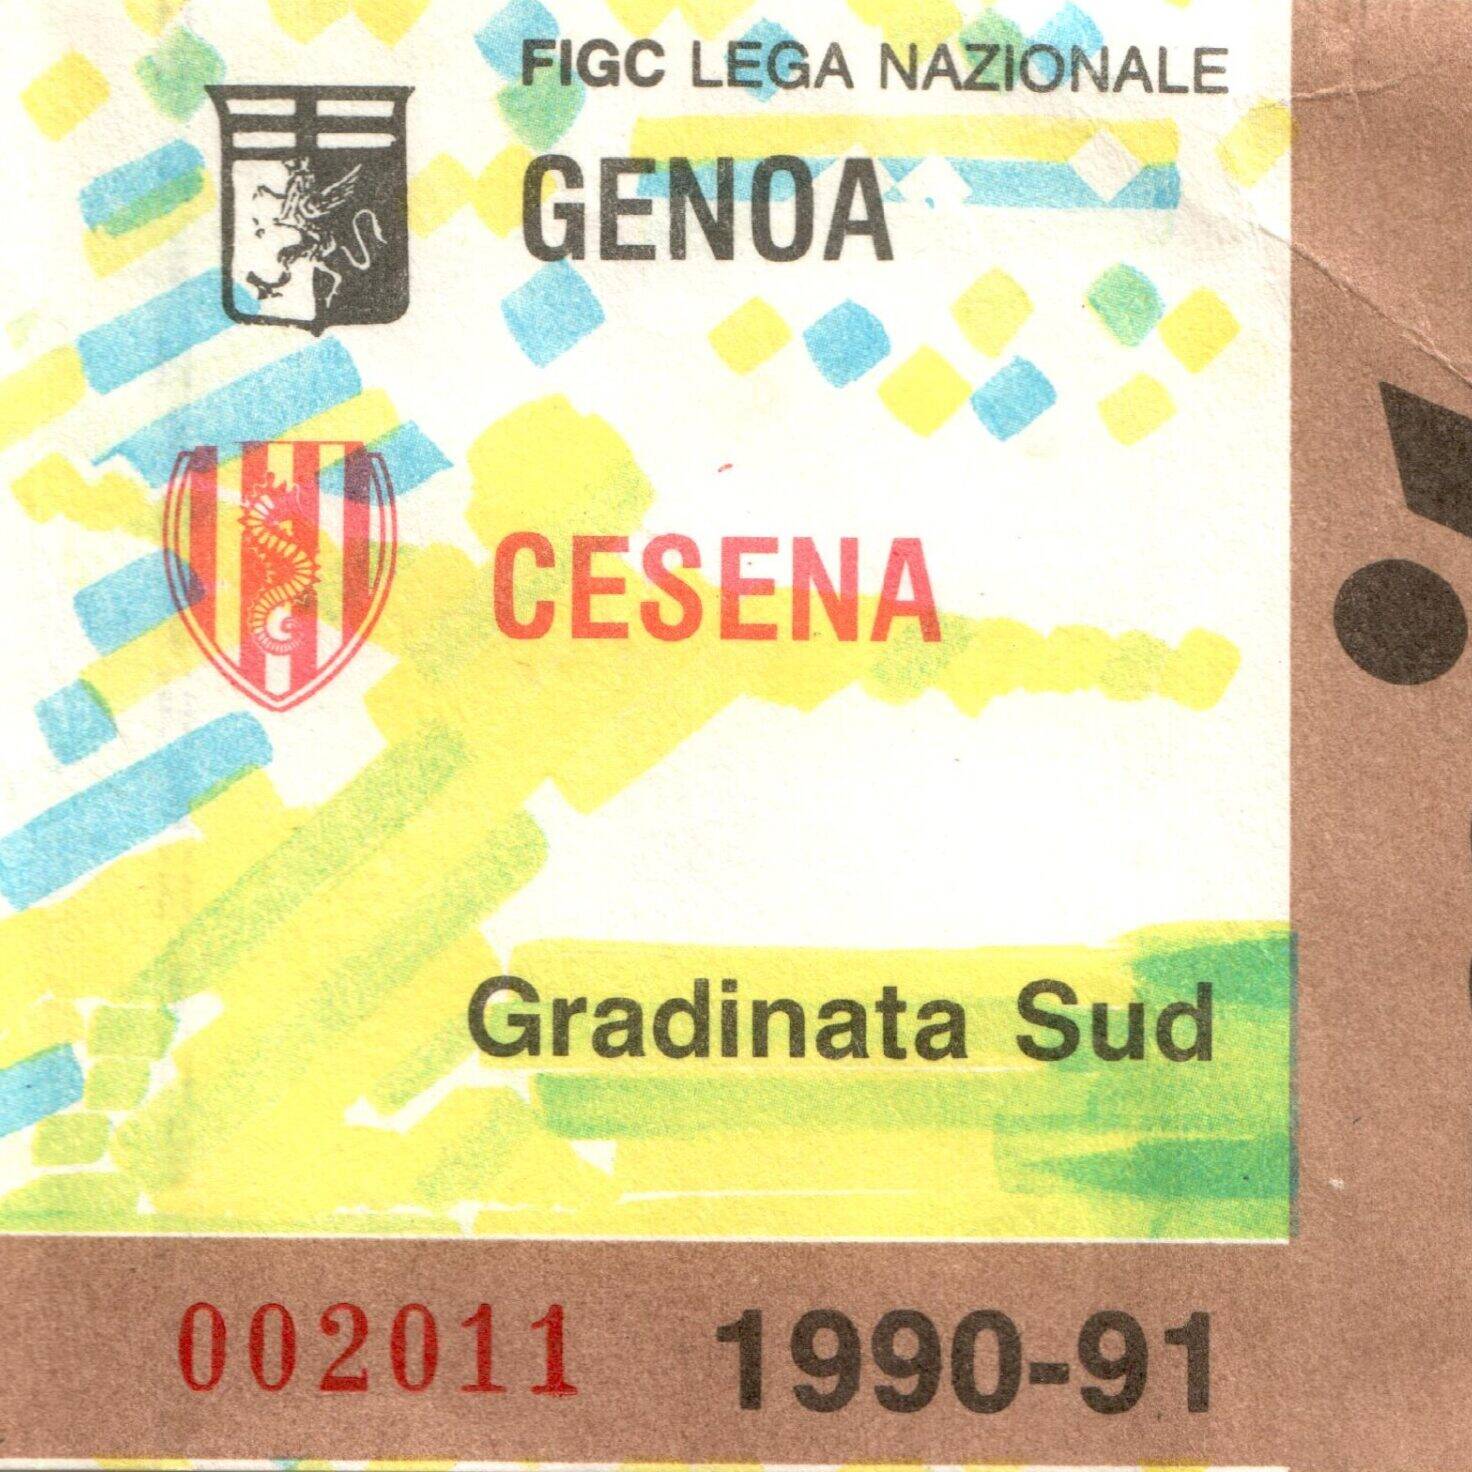 FIGC LEGA NAZIONALE
GENOA
CESENA
Gradinata Sud
002011 1990-91